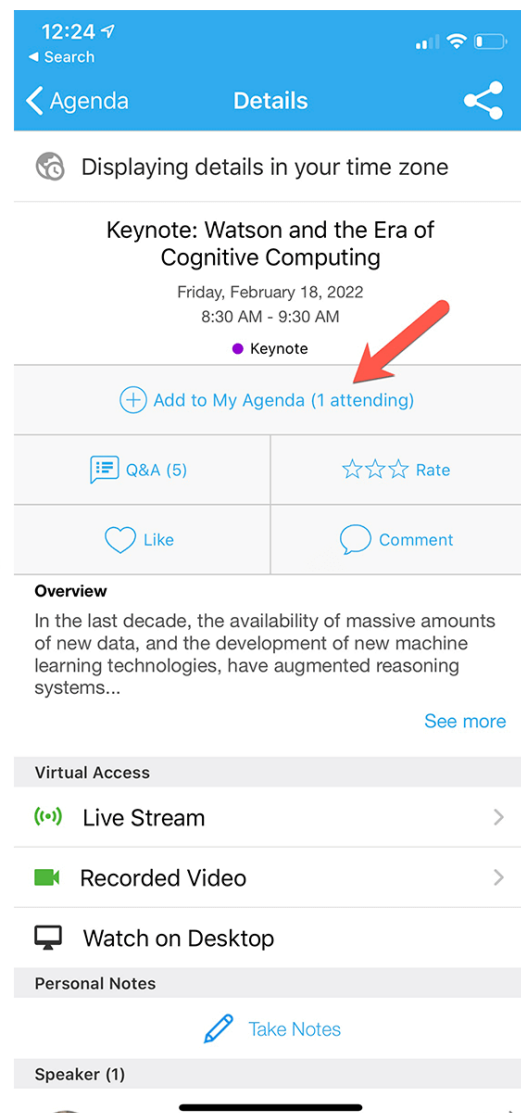 12:24
◀ Search
Agenda
Details
Displaying details in your time zone
Keynote: Watson and the Era of
Cognitive Computing
Friday, February 18, 2022
8:30 AM - 9:30 AM
Keynote
Add to My Agenda (1 attending)
Q&A (5)
Rate
Like
Comment
Overview
In the last decade, the availability of massive amounts
of new data, and the development of new machine
learning technologies, have augmented reasoning
systems...
See more
Virtual Access
Live Stream
Recorded Video
Watch on Desktop
Personal Notes
Take Notes
Speaker (1)